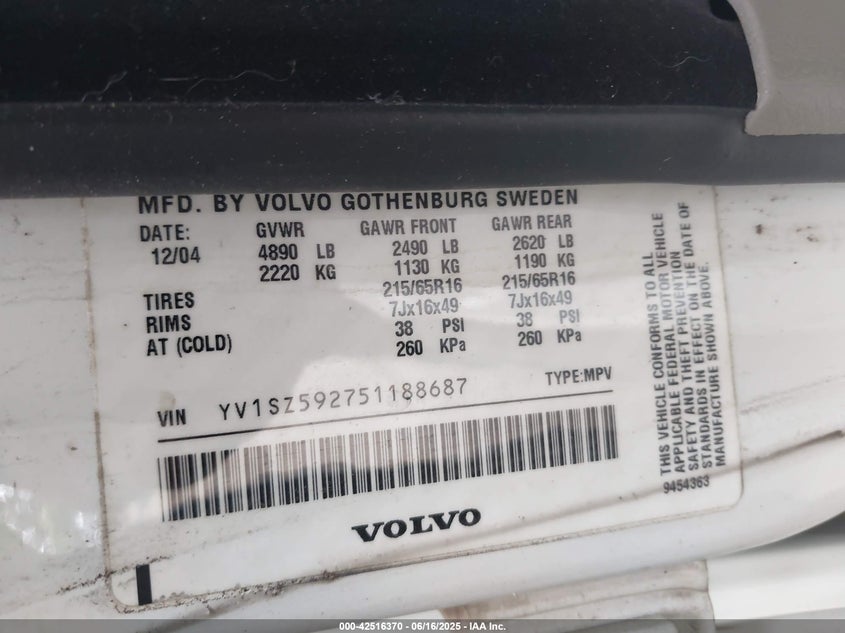 MFD. BY VOLVO GOTHENBURG SWEDEN
DATE: GVWR GAWR FRONT GAWR REAR
12/04 4890 LB 2490 LB 2620 LB
2220 KG 1130 KG 1190 KG
TIRES 215/65R16 215/65R16
RIMS 7Jx16x49 7Jx16x49
AT (COLD) 38 PSI 38 PSI
260 KPa 260 KPa
VIN YV1SZ592751188687 TYPE:MPV
VOLVO
THIS VEHICLE CONFORMS TO ALL
APPLICABLE FEDERAL MOTOR VEHICLE
SAFETY AND THEFT PREVENTION
STANDARDS IN EFFECT ON THE DATE OF
MANUFACTURE SHOWN ABOVE.
9454363
000-42516370 | 06/16/2025 - IAA Inc.